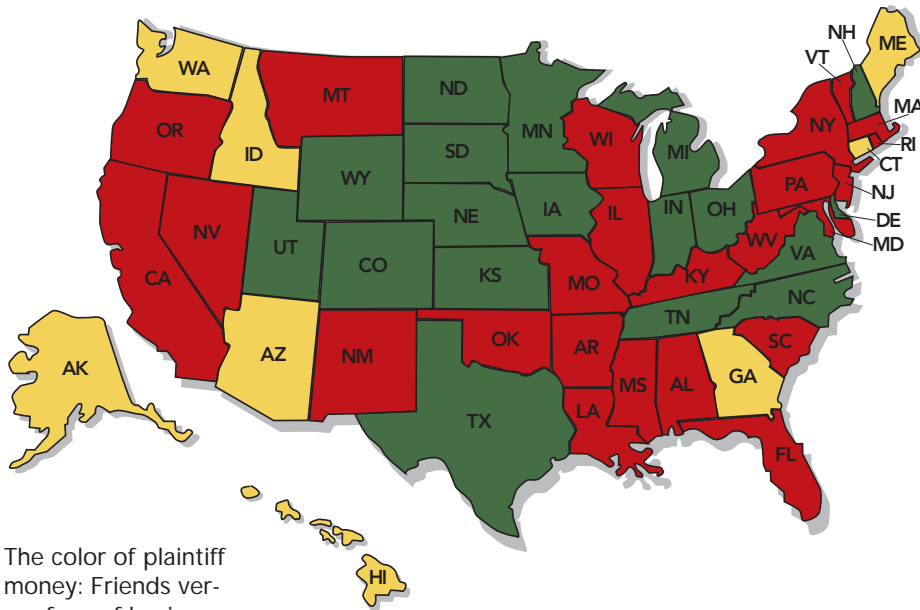 NH
ME
WA
VT
ND
MT
MA
MN
NY
OR
WI
RI
SD
MI
ID
CT
WY
PA
NJ
NE
IA
IN
OH
IL
DE
NV
WV
MD
UT
VA
CO
CA
KS
KY
MO
NC
TN
OK
SC
AZ
NM
AR
AK
GA
MS
AL
LA
TX
FL
The color of plaintiff
money: Friends ver-
HI